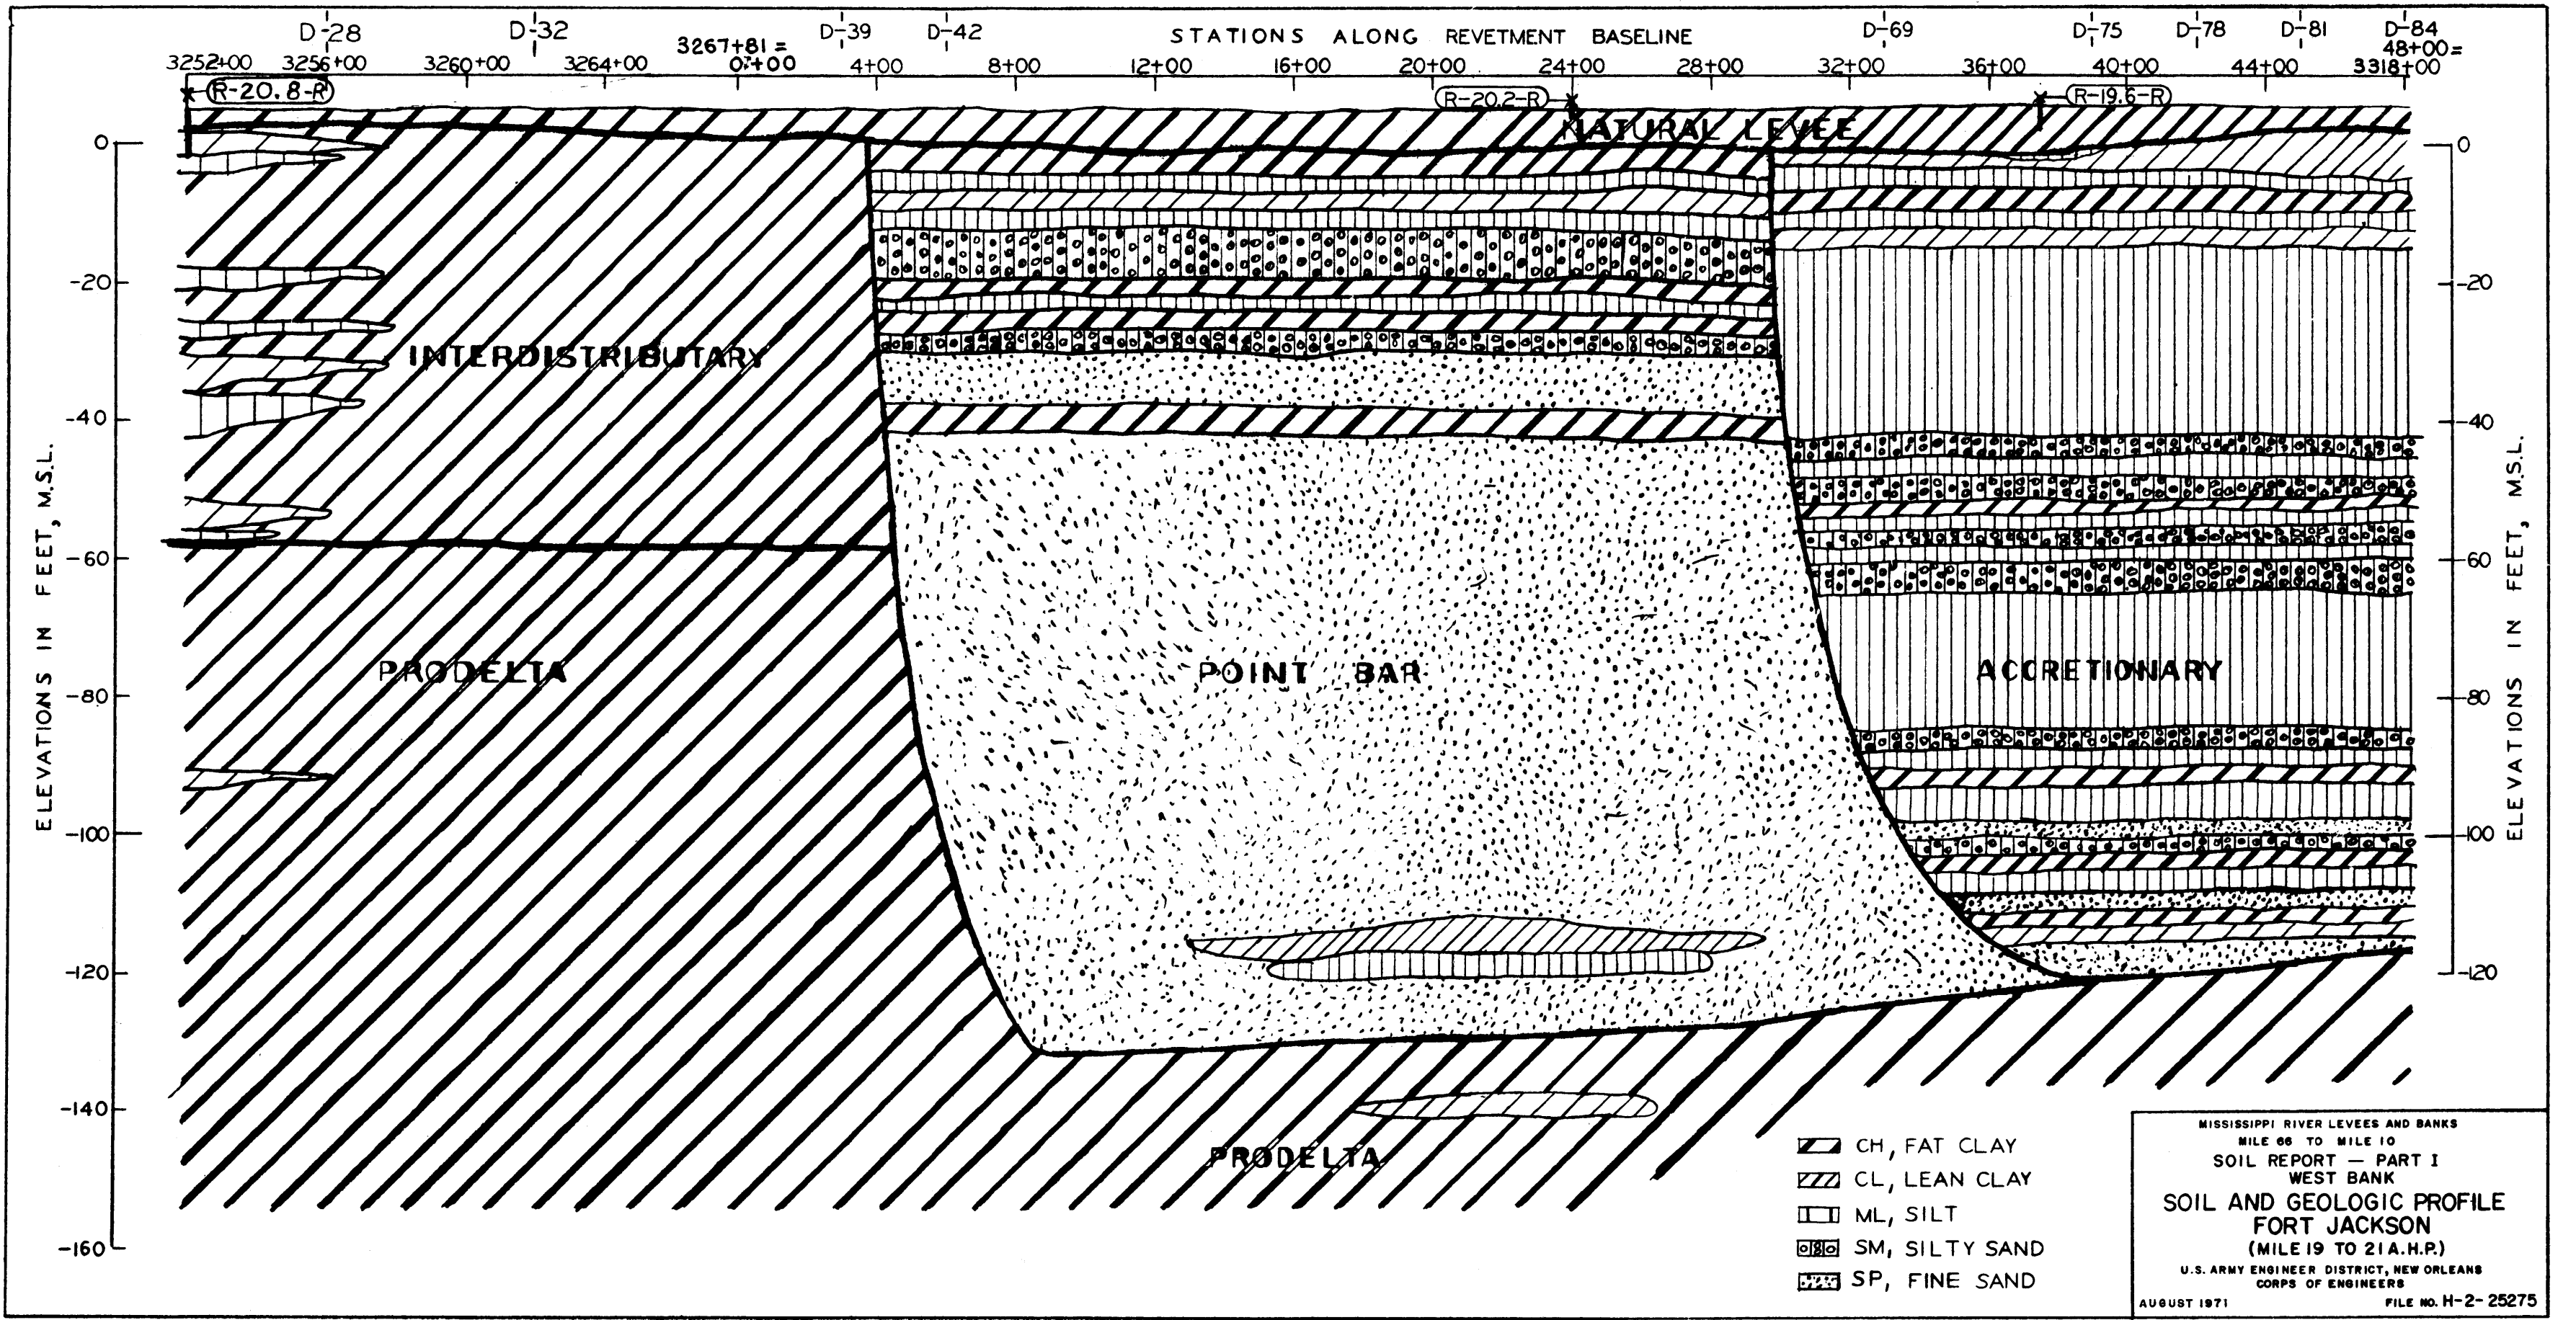 D-28 D-32 D-39 D-42 STATIONS ALONG REVETMENT BASELINE D-69 D-75 D-78 D-81 D-84
3267+81 = 48+00=
3252+00 3256+00 3260+00 3264+00 0+00 4+00 8+00 12+00 16+00 20+00 24+00 28+00 32+00 36+00 40+00 44+00 3318+00
R-20.8-R R-20.2-R R-19.6-R
NATURAL LEVEE
0 0
-20 -20
INTERDISTRIBUTARY
-40 -40
ELEVATIONS IN FEET, M.S.L. ELEVATIONS IN FEET, M.S.L.
-60 -60
PRODELTA POINT BAR ACCRETIONARY
-80 -80
-100 -100
-120 -120
-140
PRODELTA
-160
CH, FAT CLAY
CL, LEAN CLAY
ML, SILT
SM, SILTY SAND
SP, FINE SAND
MISSISSIPPI RIVER LEVEES AND BANKS
MILE 66 TO MILE 10
SOIL REPORT — PART I
WEST BANK
SOIL AND GEOLOGIC PROFILE
FORT JACKSON
(MILE 19 TO 21 A.H.P.)
U.S. ARMY ENGINEER DISTRICT, NEW ORLEANS
CORPS OF ENGINEERS
AUGUST 1971 FILE NO. H-2-25275